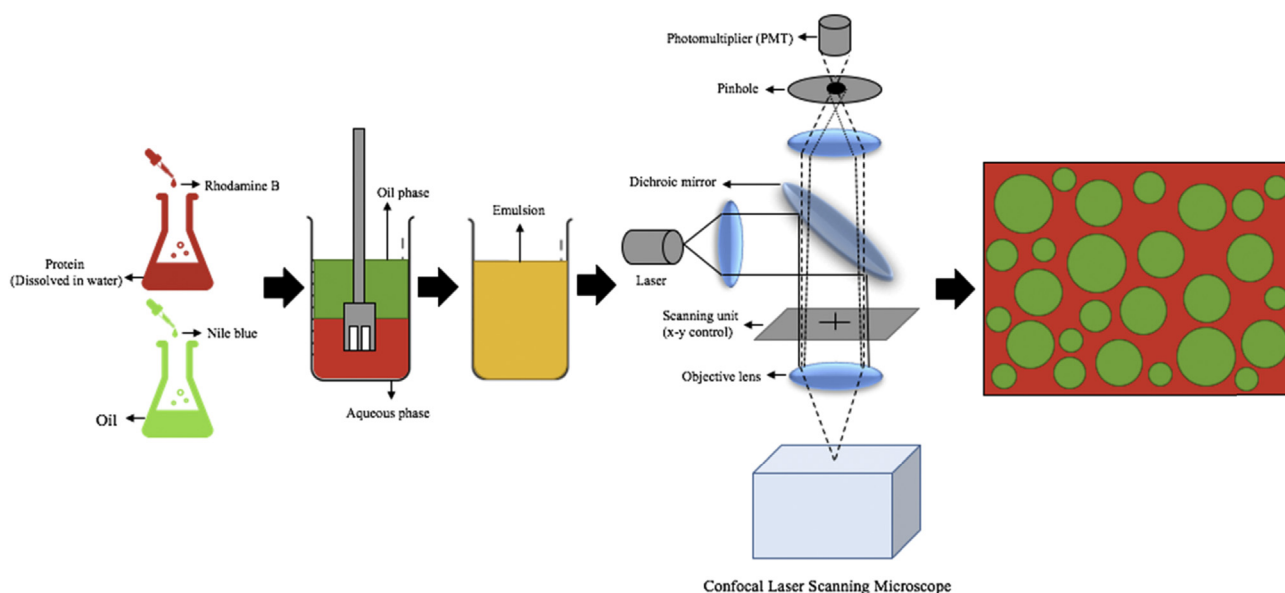 Rhodamine B
Protein
(Dissolved in water)
Nile blue
Oil
Oil phase
Aqueous phase
Emulsion
Photomultiplier (PMT)
Pinhole
Dichroic mirror
Laser
Scanning unit
(x-y control)
Objective lens
Confocal Laser Scanning Microscope